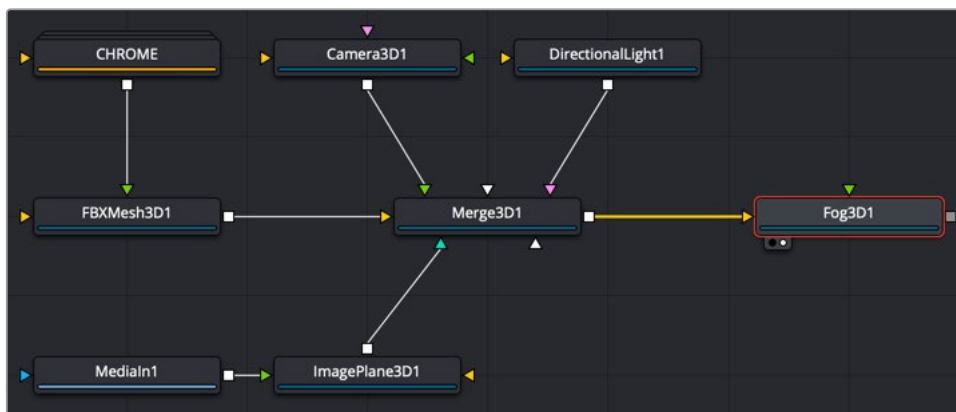 CHROME
Camera3D1
DirectionalLight1
FBXMesh3D1
Merge3D1
Fog3D1
MediaIn1
ImagePlane3D1